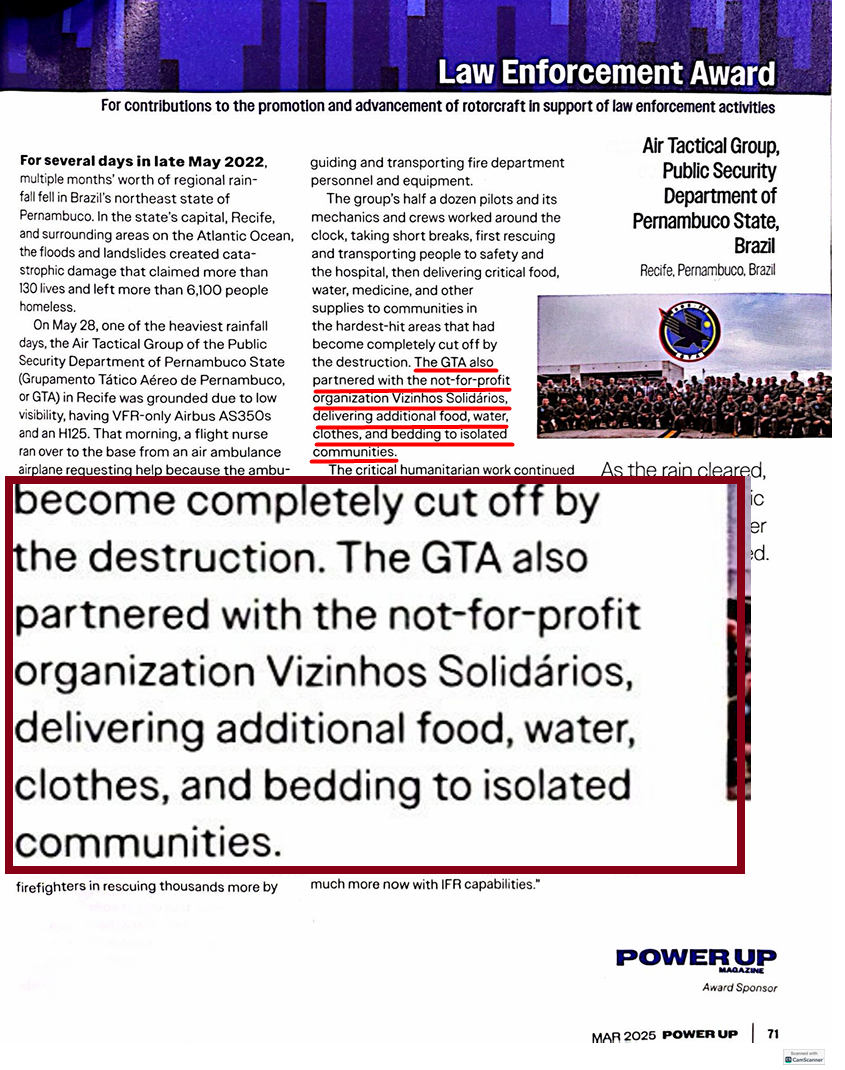 Law Enforcement Award
For contributions to the promotion and advancement of rotorcraft in support of law enforcement activities
For several days in late May 2022,
multiple months' worth of regional rain-
fall fell in Brazil's northeast state of
Pernambuco. In the state's capital, Recife,
and surrounding areas on the Atlantic Ocean,
the floods and landslides created cata-
strophic damage that claimed more than
130 lives and left more than 6,100 people
homeless.
On May 28, one of the heaviest rainfall
days, the Air Tactical Group of the Public
Security Department of Pernambuco State
(Grupamento Tático Aéreo de Pernambuco,
or GTA) in Recife was grounded due to low
visibility, having VFR-only Airbus AS350s
and an H125. That morning, a flight nurse
ran over to the base from an air ambulance
airplane requesting help because the ambu-
guiding and transporting fire department
personnel and equipment.
The group's half a dozen pilots and its
mechanics and crews worked around the
clock, taking short breaks, first rescuing
and transporting people to safety and
the hospital, then delivering critical food,
water, medicine, and other
supplies to communities in
the hardest-hit areas that had
become completely cut off by
the destruction. The GTA also
partnered with the not-for-profit
organization Vizinhos Solidários,
delivering additional food, water,
clothes, and bedding to isolated
communities.
The critical humanitarian work continued
Air Tactical Group,
Public Security
Department of
Pernambuco State,
Brazil
Recife, Pernambuco, Brazil
As the rain cleared,
ic
er
ed.
become completely cut off by
the destruction. The GTA also
partnered with the not-for-profit
organization Vizinhos Solidários,
delivering additional food, water,
clothes, and bedding to isolated
communities.
firefighters in rescuing thousands more by
much more now with IFR capabilities."
POWER UP
MAGAZINE
Award Sponsor
MAR 2025 POWER UP | 71
Scanned with
CamScanner